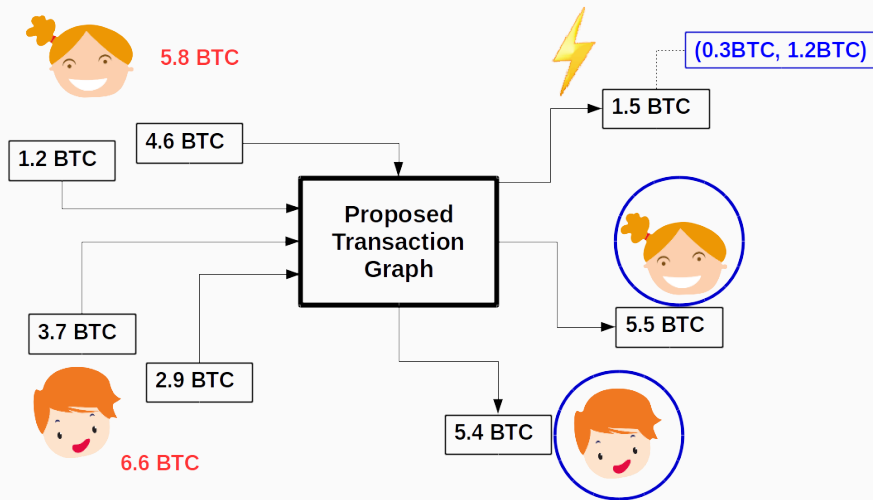 5.8 BTC
(0.3BTC, 1.2BTC)
1.5 BTC
4.6 BTC
1.2 BTC
Proposed
Transaction
Graph
3.7 BTC
5.5 BTC
2.9 BTC
5.4 BTC
6.6 BTC